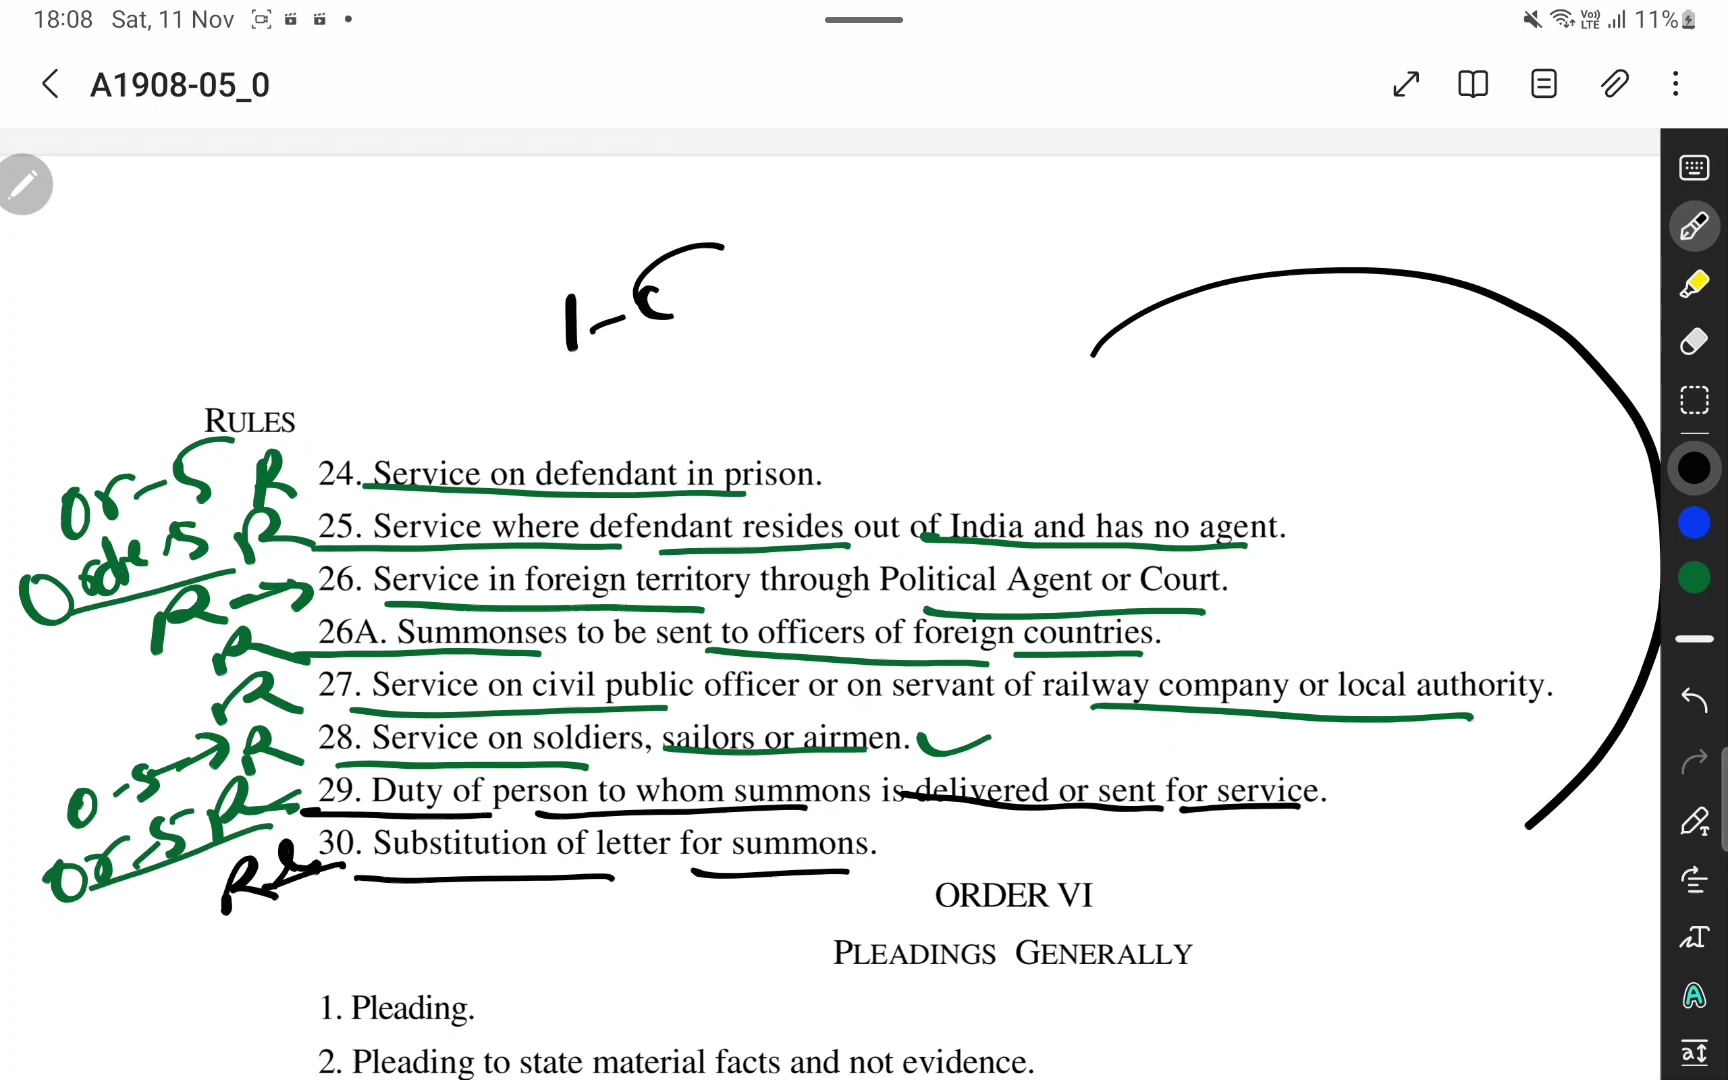 18:08 Sat, 11 Nov 11%
A1908-05_0
RULES
Or-5 R 24. Service on defendant in prison.
R 25. Service where defendant resides out of India and has no agent.
R 26. Service in foreign territory through Political Agent or Court.
R 26A. Summonses to be sent to officers of foreign countries.
R 27. Service on civil public officer or on servant of railway company or local authority.
O-5 R 28. Service on soldiers, sailors or airmen.
Or 5 R 29. Duty of person to whom summons is delivered or sent for service.
30. Substitution of letter for summons.
ORDER VI
PLEADINGS GENERALLY
1. Pleading.
2. Pleading to state material facts and not evidence.